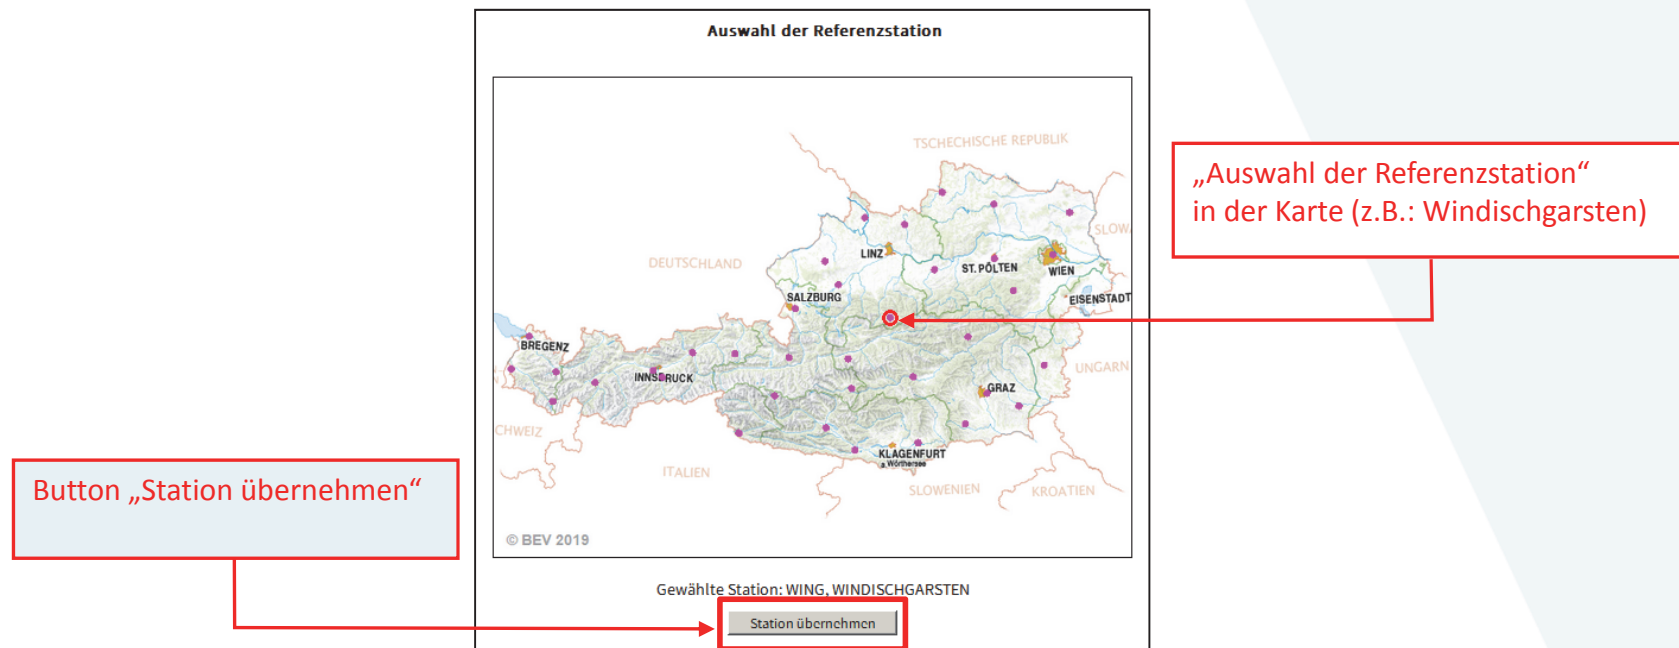 Auswahl der Referenzstation
TSCHECHISCHE REPUBLIK
„Auswahl der Referenzstation“
in der Karte (z.B.: Windischgarsten)
SLOW
LINZ
DEUTSCHLAND
ST. PÖLTEN
WIEN
SALZBURG
EISENSTADT
BREGENZ
UNGARN
INNSBRUCK
GRAZ
CHWEIZ
KLAGENFURT
a. Wörthersee
ITALIEN
SLOWENIEN
KROATIEN
Button „Station übernehmen“
© BEV 2019
Gewählte Station: WING, WINDISCHGARSTEN
Station übernehmen